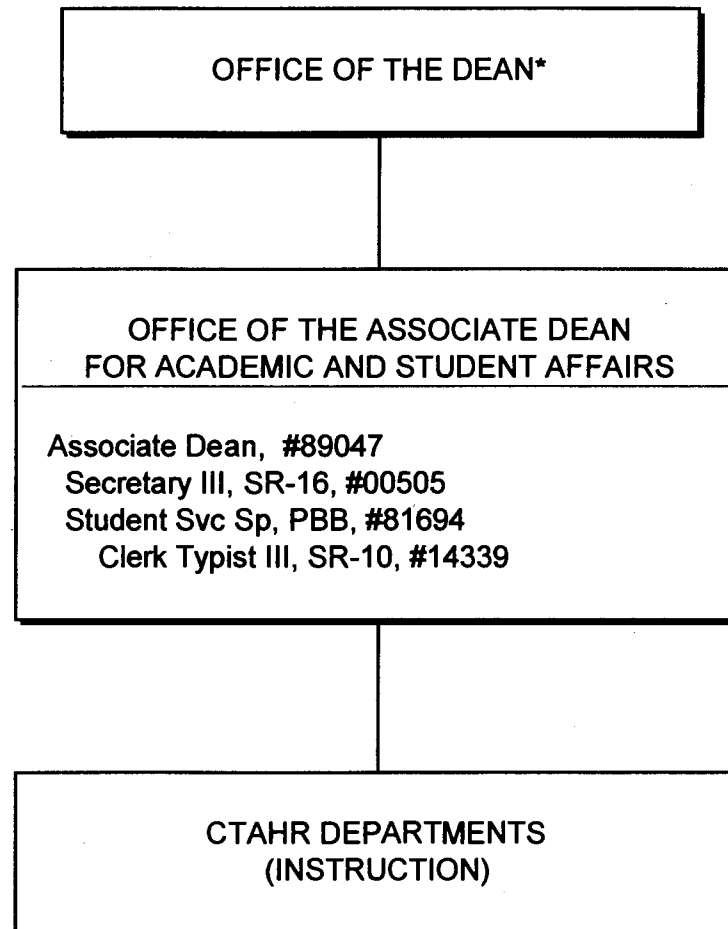 OFFICE OF THE DEAN*
OFFICE OF THE ASSOCIATE DEAN
FOR ACADEMIC AND STUDENT AFFAIRS
Associate Dean, #89047
Secretary III, SR-16, #00505
Student Svc Sp, PBB, #81694
Clerk Typist III, SR-10, #14339
CTAHR DEPARTMENTS
(INSTRUCTION)